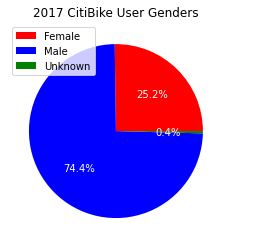 2017 CitiBike User Genders
Female
Male
Unknown
25.2%
0.4%
74.4%